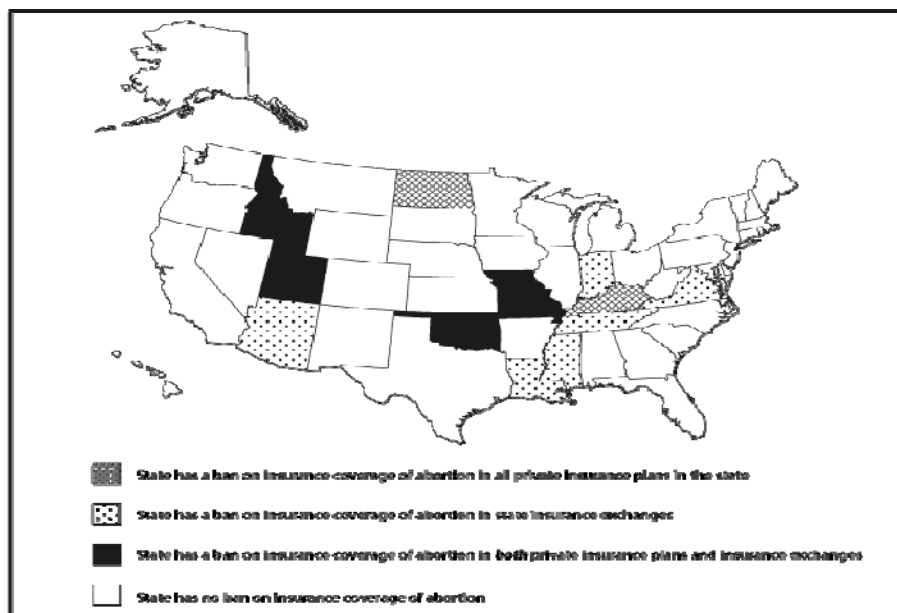 State has a ban on insurance coverage of abortion in all private insurance plans in the state
State has a ban on insurance coverage of abortion in state insurance exchanges
State has a ban on insurance coverage of abortion in both private insurance plans and insurance exchanges
State has no ban on insurance coverage of abortion